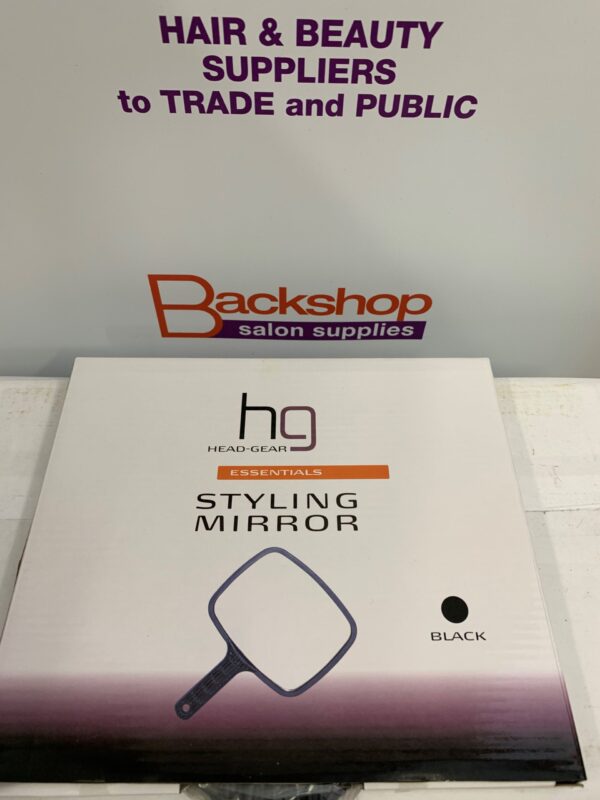 HAIR & BEAUTY
SUPPLIERS
to TRADE and PUBLIC
Backshop
salon supplies
hg
HEAD-GEAR
ESSENTIALS
STYLING
MIRROR
BLACK